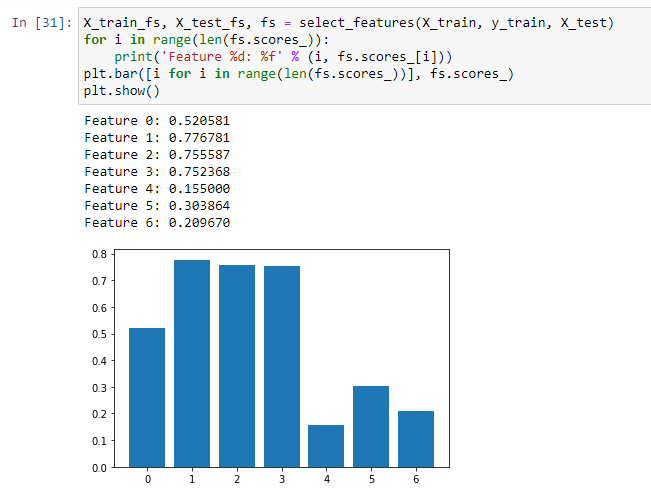 In [31]: X_train_fs, X_test_fs, fs = select_features(X_train, y_train, X_test)
for i in range(len(fs.scores_)):
    print('Feature %d: %f' % (i, fs.scores_[i]))
plt.bar([i for i in range(len(fs.scores_))], fs.scores_)
plt.show()
Feature 0: 0.520581
Feature 1: 0.776781
Feature 2: 0.755587
Feature 3: 0.752368
Feature 4: 0.155000
Feature 5: 0.303864
Feature 6: 0.209670
0.8
0.7
0.6
0.5
0.4
0.3
0.2
0.1
0.0
0 1 2 3 4 5 6